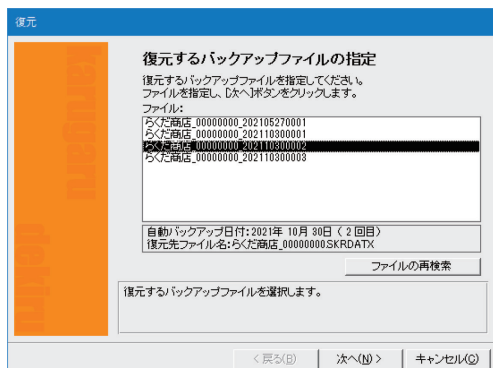 復元
karugaru
dekiru
復元するバックアップファイルの指定
復元するバックアップファイルを指定してください。
ファイルを指定し、[次へ]ボタンをクリックします。
ファイル:
らくだ商店_00000000_202105270001
らくだ商店_00000000_202110300001
らくだ商店_00000000_202110300002
らくだ商店_00000000_202110300003
自動バックアップ日付:2021年 10月 30日 ( 2 回目)
復元先ファイル名:らくだ商店_00000000.SKRDATX
ファイルの再検索
復元するバックアップファイルを選択します。
< 戻る(B)
次へ(N) >
キャンセル(C)